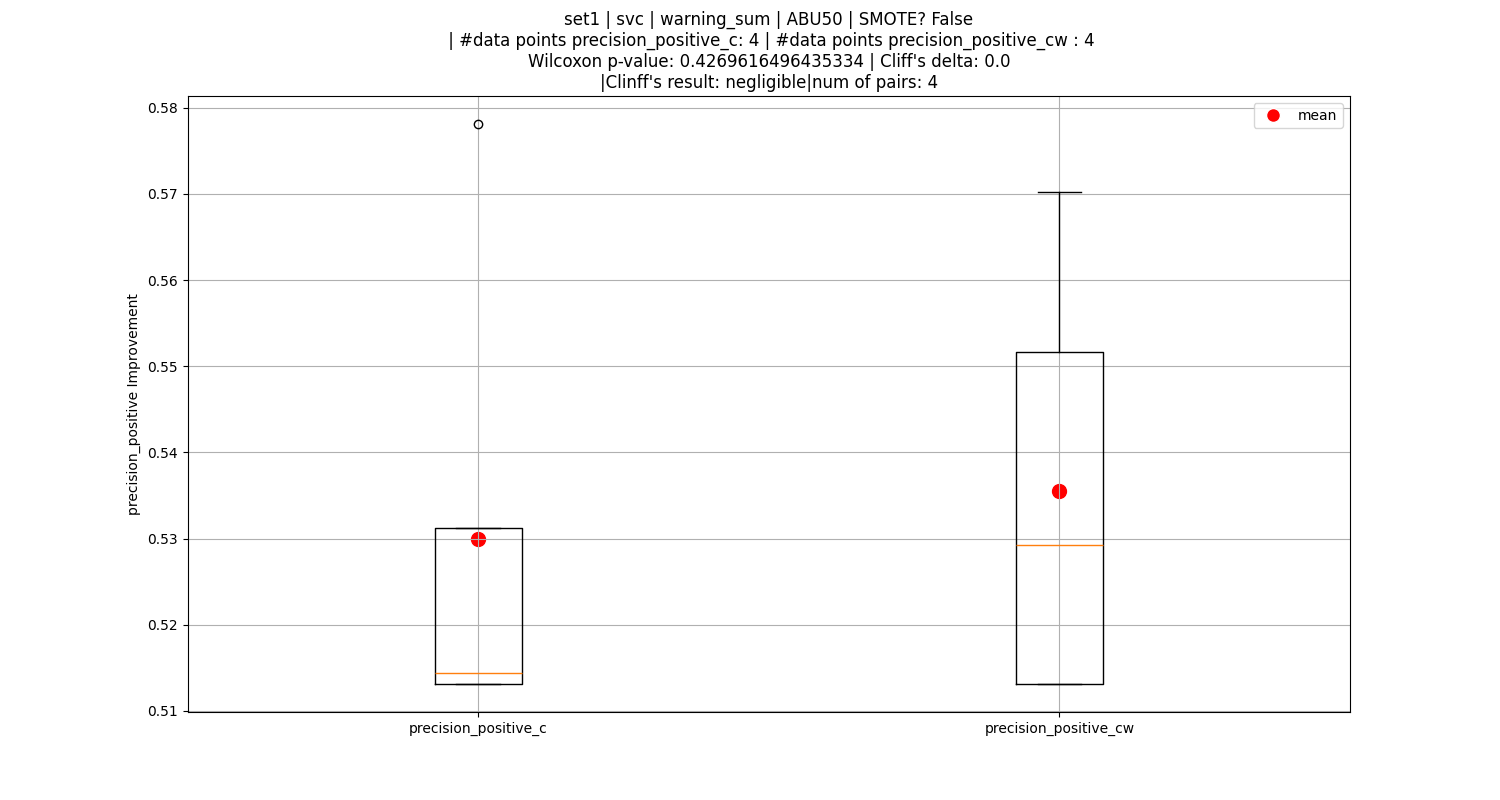 set1 | svc | warning_sum | ABU50 | SMOTE? False
| #data points precision_positive_c: 4 | #data points precision_positive_cw : 4
Wilcoxon p-value: 0.4269616496435334 | Cliff's delta: 0.0
|Clinff's result: negligible|num of pairs: 4
mean
0.58
0.57
0.56
0.55
0.54
0.53
0.52
0.51
precision_positive Improvement
precision_positive_c
precision_positive_cw